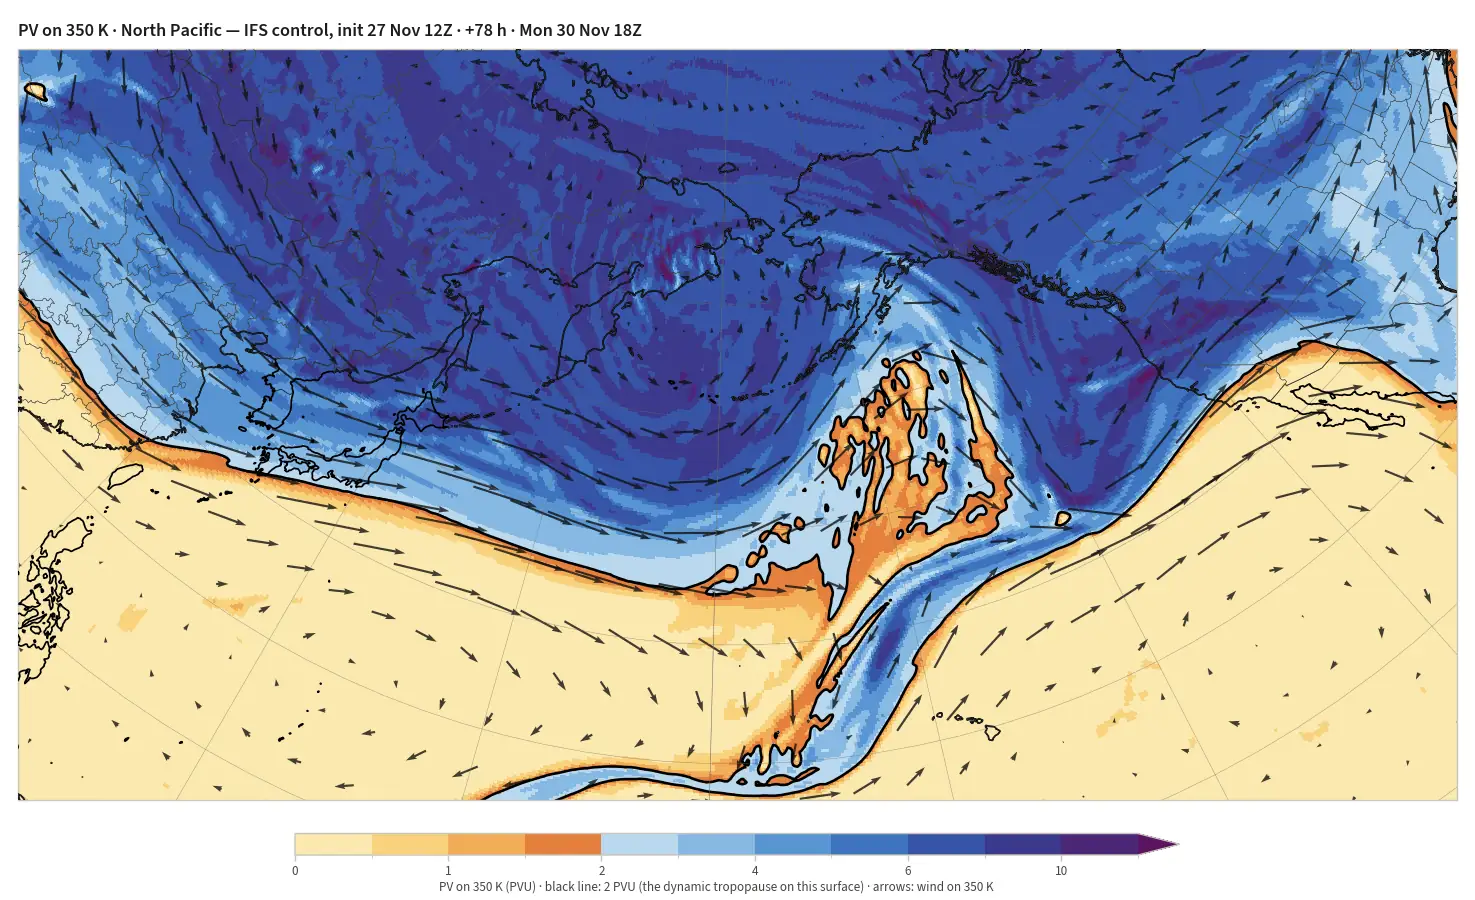 PV on 350 K · North Pacific — IFS control, init 27 Nov 12Z · +78 h · Mon 30 Nov 18Z
0 1 2 4 6 10
PV on 350 K (PVU) · black line: 2 PVU (the dynamic tropopause on this surface) · arrows: wind on 350 K